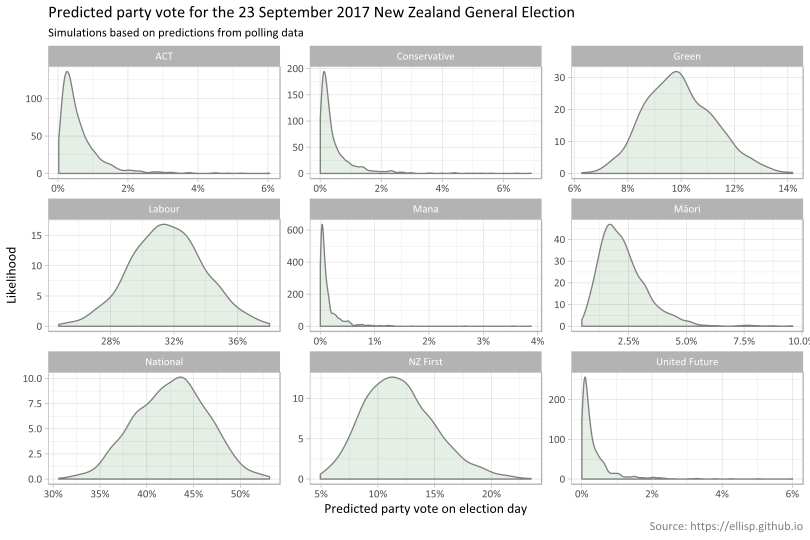 Predicted party vote for the 23 September 2017 New Zealand General Election
Simulations based on predictions from polling data
ACT
Conservative
Green
100
50
0
0% 2% 4% 6%
200
150
100
50
0
0% 2% 4% 6%
30
20
10
0
6% 8% 10% 12% 14%
Labour
Mana
Māori
15
10
5
0
28% 32% 36%
600
400
200
0
0% 1% 2% 3% 4%
40
30
20
10
0
2.5% 5.0% 7.5% 10.0%
Likelihood
National
NZ First
United Future
10.0
7.5
5.0
2.5
0.0
30% 35% 40% 45% 50%
10
5
0
5% 10% 15% 20%
200
100
0
0% 2% 4% 6%
Predicted party vote on election day
Source: https://ellisp.github.io